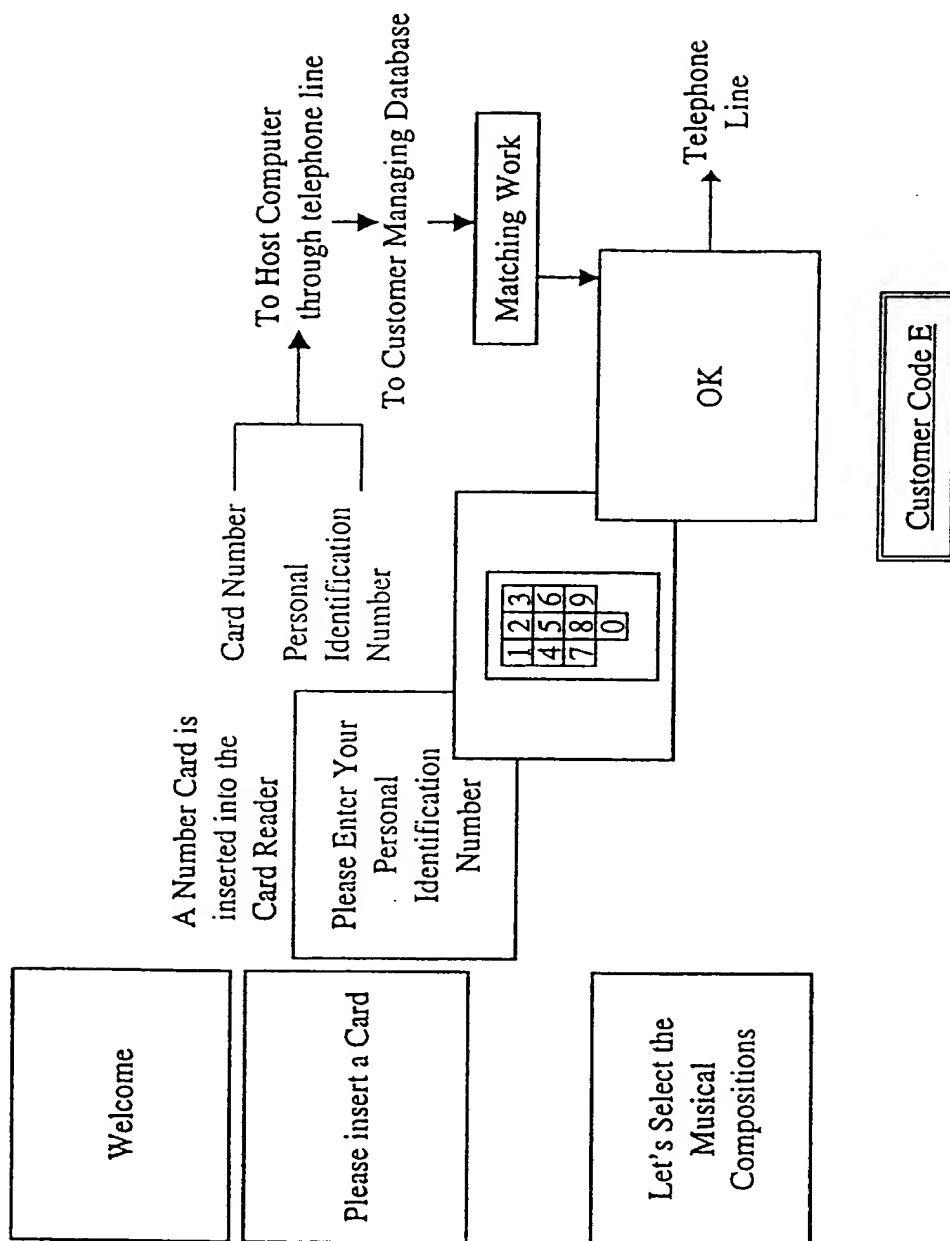 Welcome
Please insert a Card
Let's Select the
Musical
Compositions
A Number Card is
inserted into the
Card Reader
Please Enter Your
Personal
Identification
Number
1 2 3
4 5 6
7 8 9
0
Card Number
Personal
Identification
Number
To Host Computer
through telephone line
To Customer Managing Database
Matching Work
OK
Telephone
Line
Customer Code E